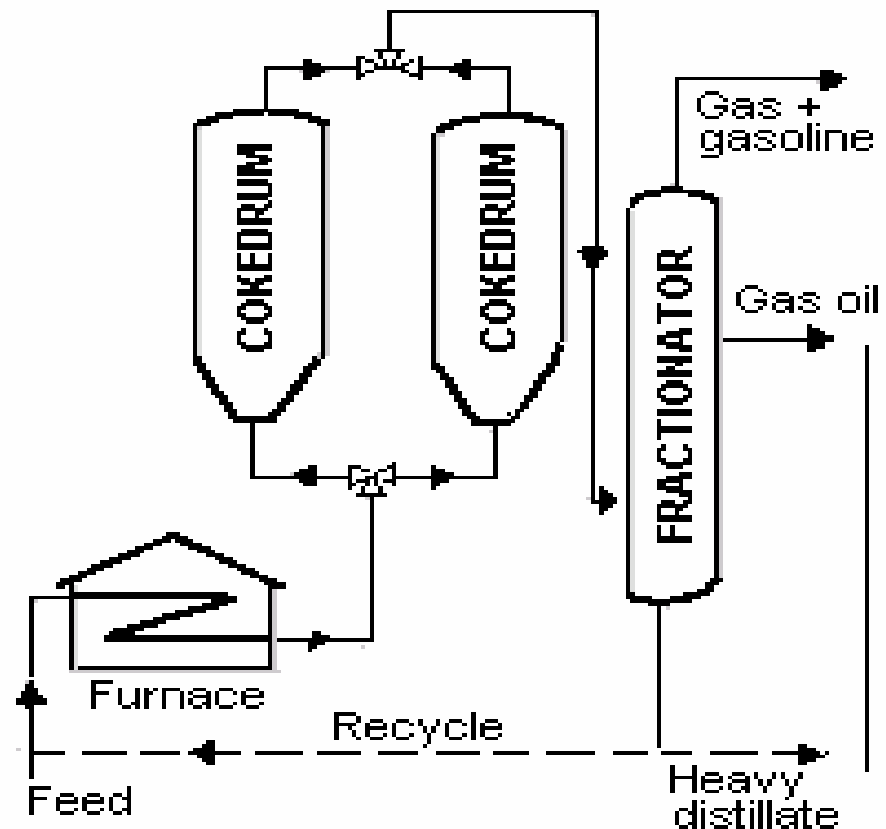 COKEDRUM
COKEDRUM
FRACTIONATOR
Gas +
gasoline
Gas oil
Furnace
Recycle
Feed
Heavy
distillate